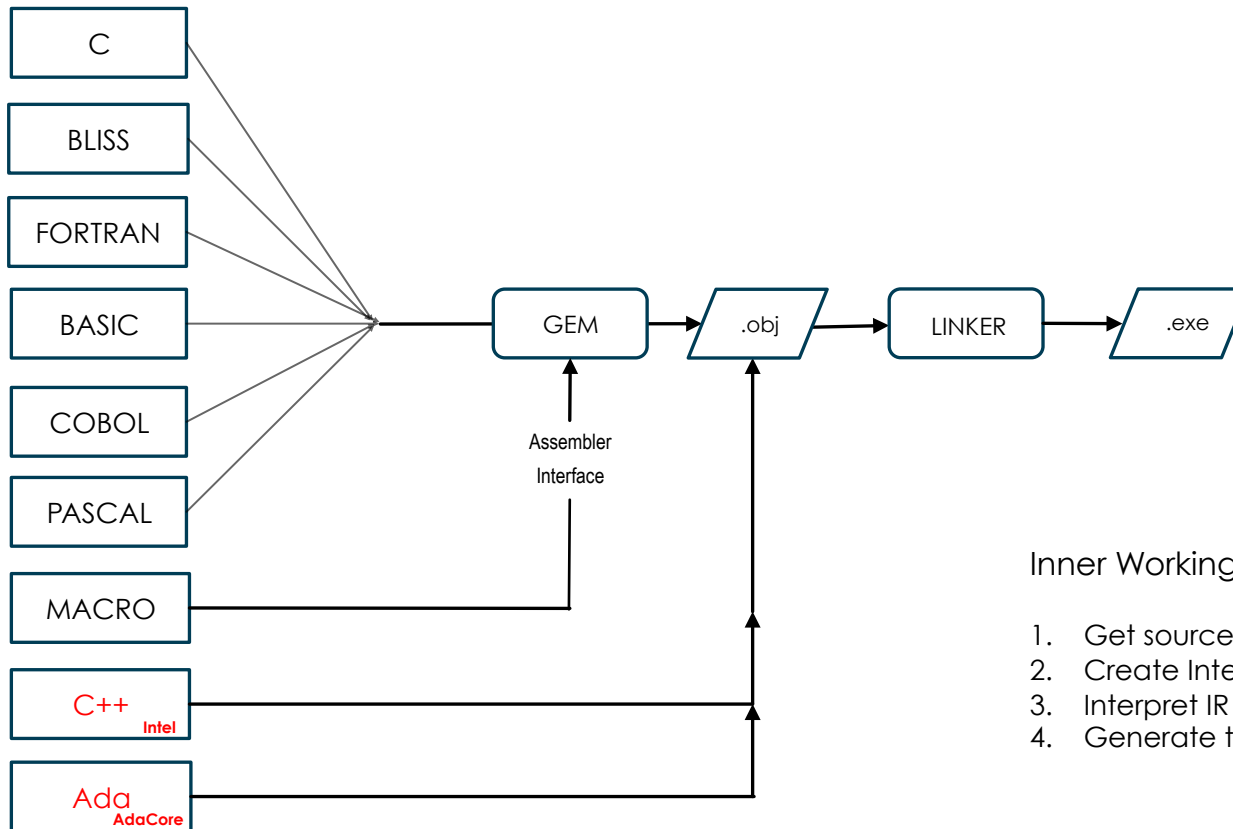 C
BLISS
FORTRAN
BASIC
COBOL
PASCAL
MACRO
C++
Intel
Ada
AdaCore
GEM
.obj
LINKER
.exe
Assembler
Interface
Inner Working
1. Get source
2. Create Inte
3. Interpret IR
4. Generate t